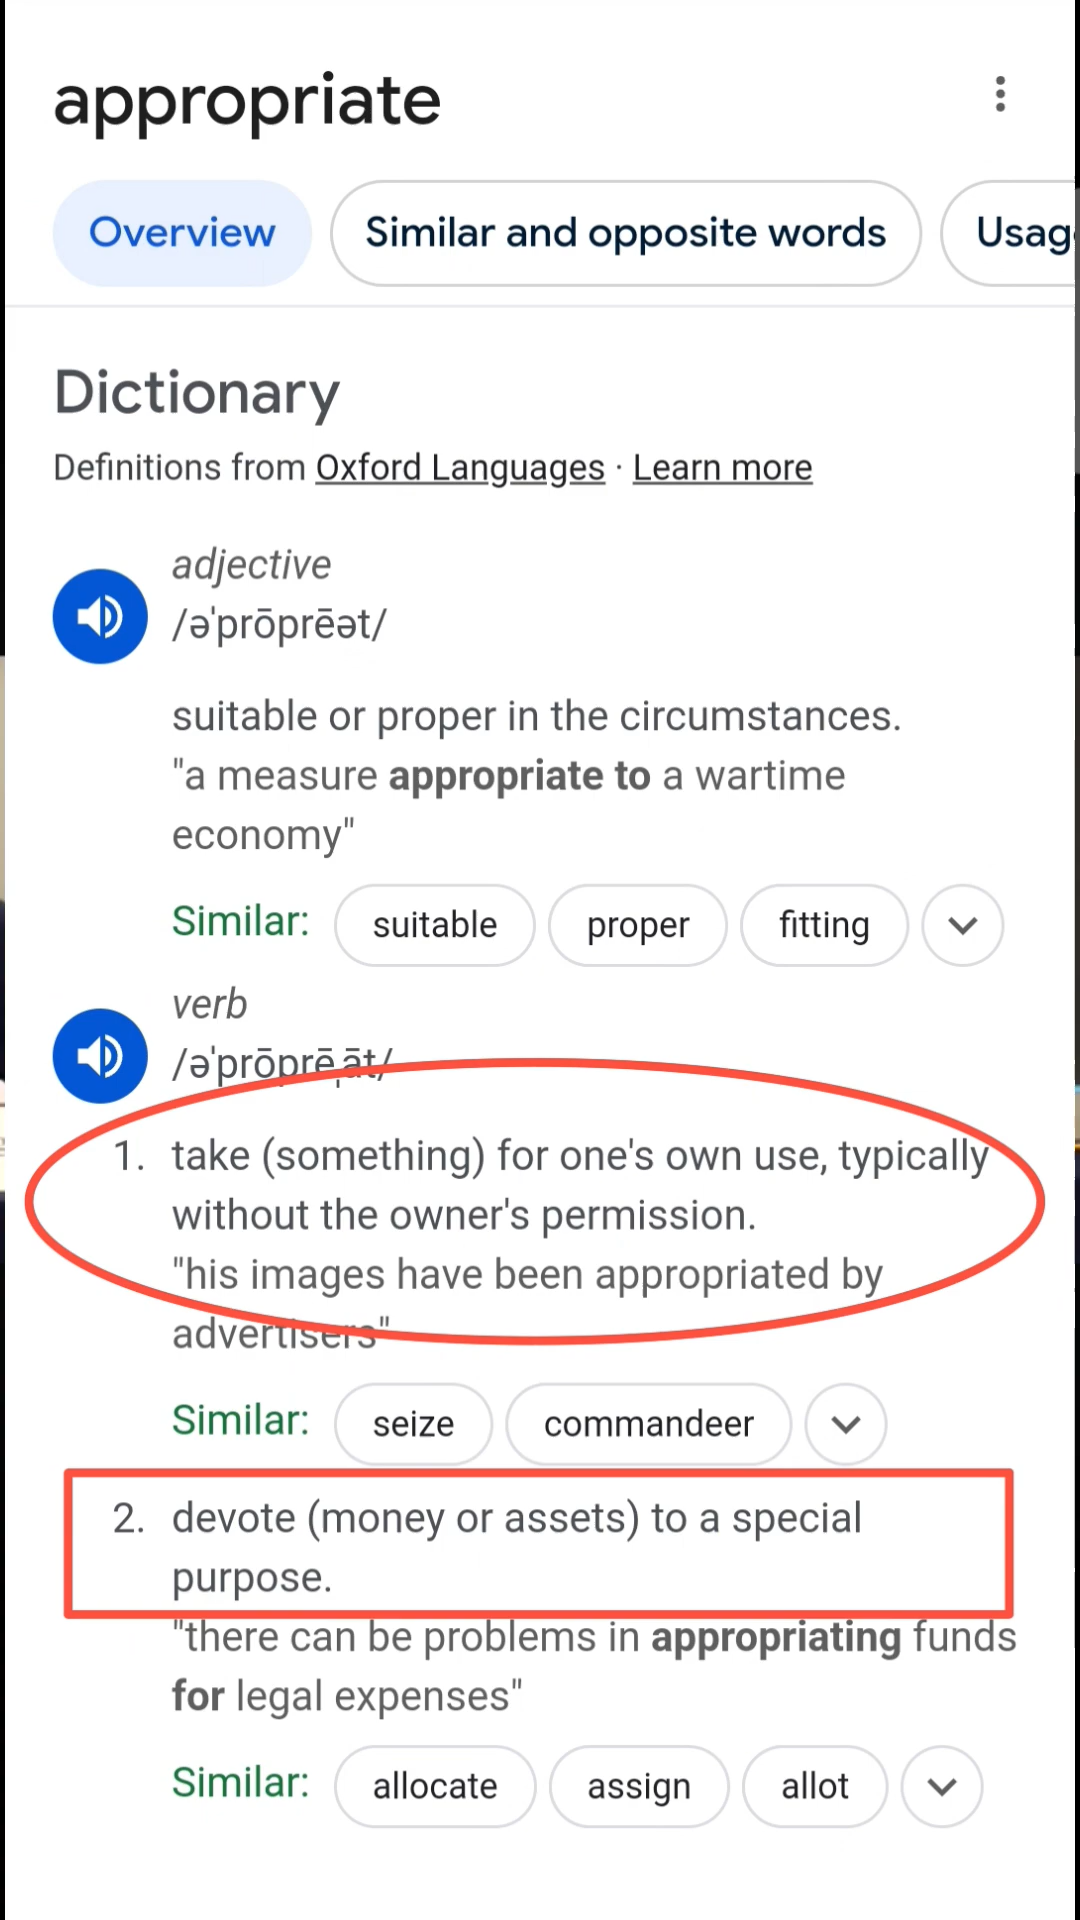 appropriate
Overview
Similar and opposite words
Usag
Dictionary
Definitions from Oxford Languages · Learn more
adjective
/əˈprōprēət/
suitable or proper in the circumstances.
"a measure appropriate to a wartime
economy"
Similar: suitable proper fitting
verb
/əˈprōprēˌāt/
1. take (something) for one's own use, typically
without the owner's permission.
"his images have been appropriated by
advertisers"
Similar: seize commandeer
2. devote (money or assets) to a special
purpose.
"there can be problems in appropriating funds
for legal expenses"
Similar: allocate assign allot